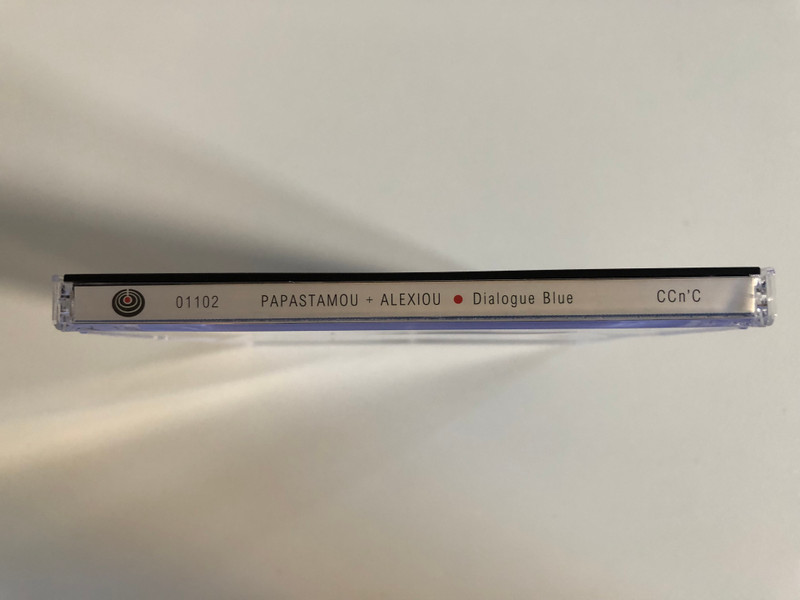 01102 PAPASTAMOU + ALEXIOU • Dialogue Blue CCn'C